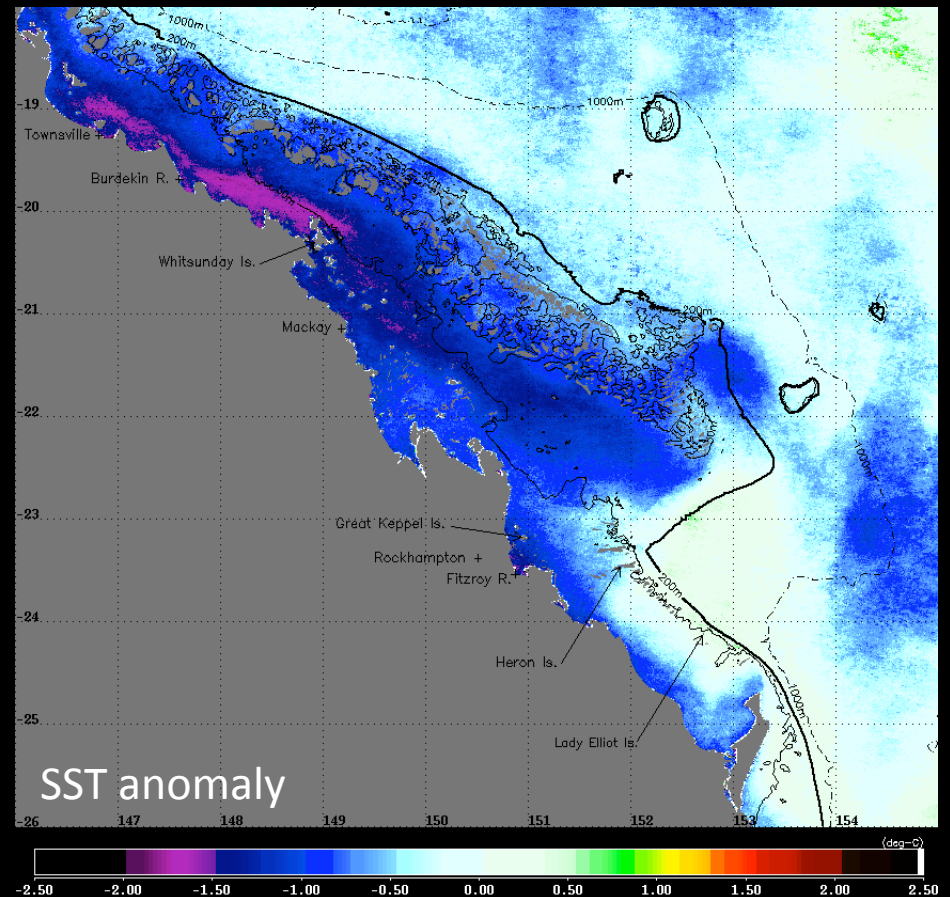 1000m
200m
-19
1000m
Townsville +
Burdekin R.
-20
Whitsunday Is.
-21
200m
Mackay +
-22
1000m
-23
Great Keppel Is.
Rockhampton +
Fitzroy R.
200m
-24
Heron Is.
1000m
-25
Lady Elliot Is.
SST anomaly
-26
147 148 149 150 151 152 153 154
(deg-C)
-2.50 -2.00 -1.50 -1.00 -0.50 0.00 0.50 1.00 1.50 2.00 2.50